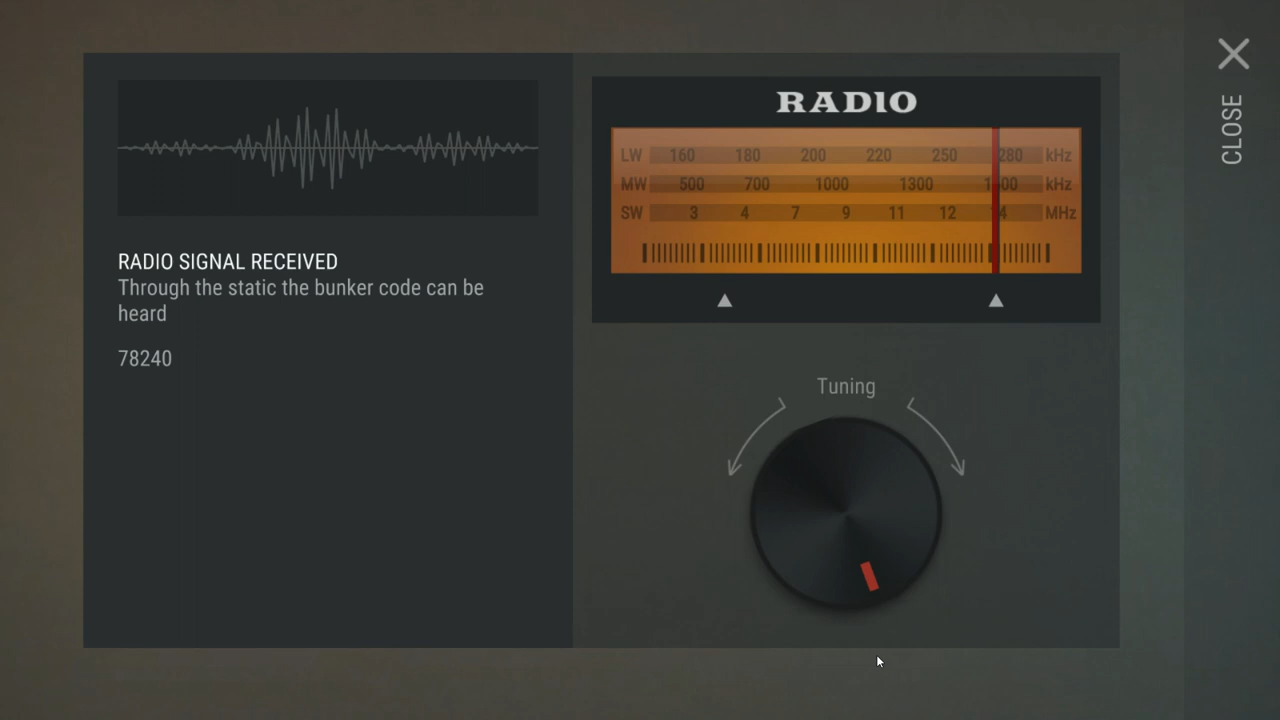 RADIO
LW 160 180 200 220 250 280 kHz
MW 500 700 1000 1300 kHz
SW 3 4 7 9 11 12 MHz
RADIO SIGNAL RECEIVED
Through the static the bunker code can be
heard
78240
Tuning
CLOSE